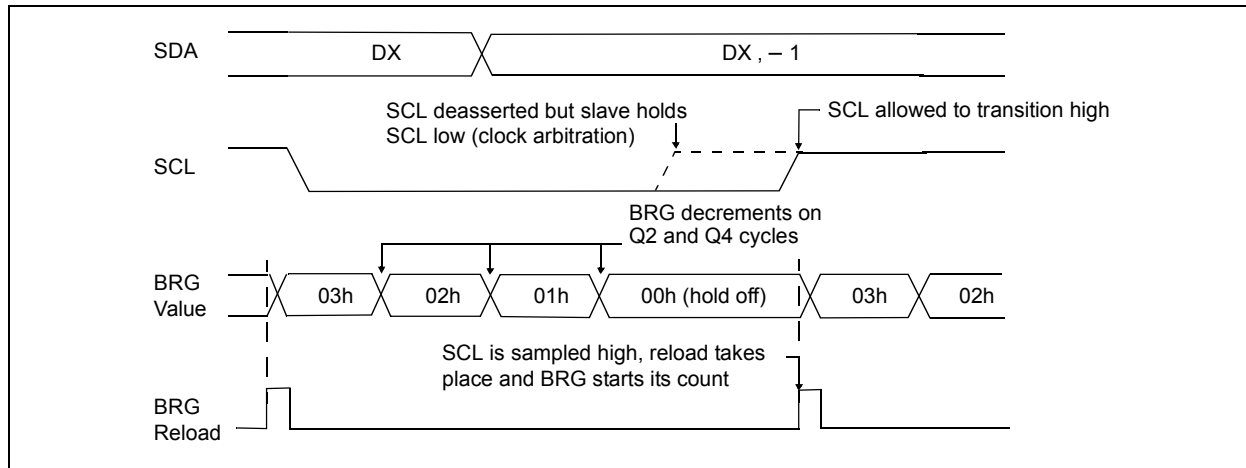 SDA
DX
DX , – 1
SCL deasserted but slave holds
SCL low (clock arbitration)
SCL allowed to transition high
SCL
BRG decrements on
Q2 and Q4 cycles
BRG
Value
03h
02h
01h
00h (hold off)
03h
02h
SCL is sampled high, reload takes
place and BRG starts its count
BRG
Reload